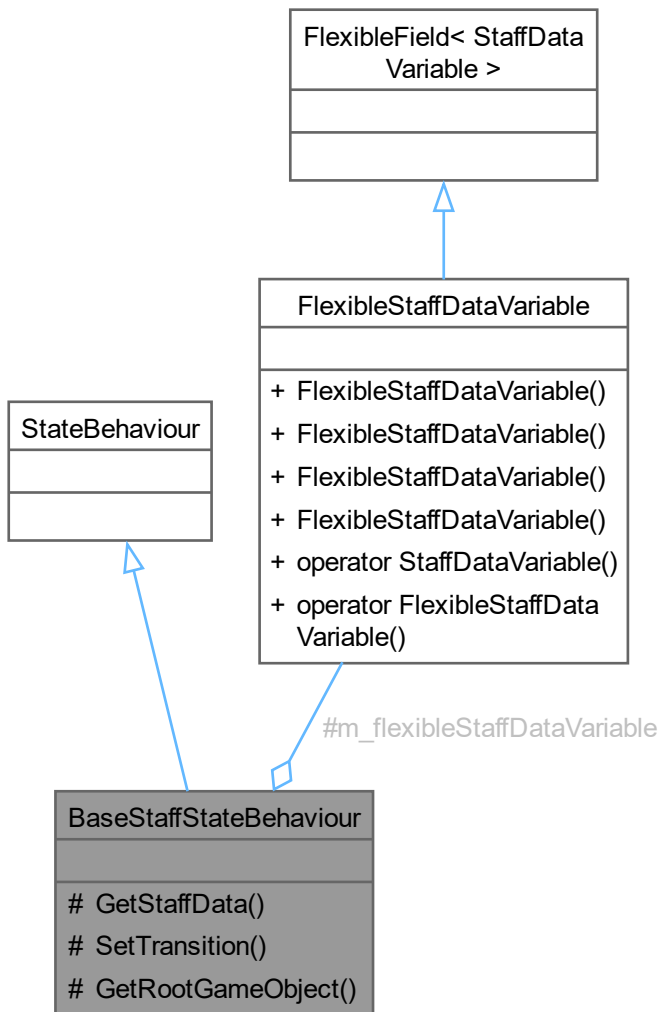 FlexibleField< StaffData
Variable >
FlexibleStaffDataVariable
+ FlexibleStaffDataVariable()
+ FlexibleStaffDataVariable()
+ FlexibleStaffDataVariable()
+ FlexibleStaffDataVariable()
+ operator StaffDataVariable()
+ operator FlexibleStaffData
Variable()
StateBehaviour
#m_flexibleStaffDataVariable
BaseStaffStateBehaviour
# GetStaffData()
# SetTransition()
# GetRootGameObject()